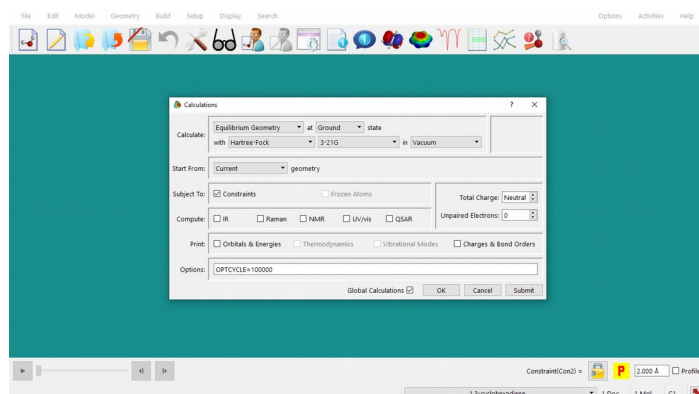 File Edit Model Geometry Build Setup Display Search Options Activities Help
Calculations ? ×
Calculate: Equilibrium Geometry at Ground state
with Hartree-Fock 3-21G in Vacuum
Start From: Current geometry
Subject To: Constraints Frozen Atoms
Total Charge: Neutral
Compute: IR Raman NMR UV/vis QSAR
Unpaired Electrons: 0
Print: Orbitals & Energies Thermodynamics Vibrational Modes Charges & Bond Orders
Options: OPTCYCLE=100000
Global Calculations OK Cancel Submit
Constraint(Con2) = P 2.000 Å Profile
1,3-cyclohexadiene 1 Doc 1 Mol C1